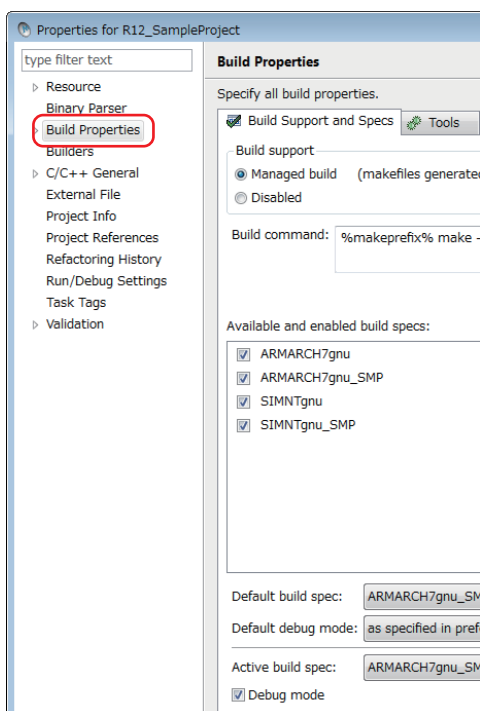 Properties for R12_SampleProject
type filter text
Resource
Binary Parser
Build Properties
Builders
C/C++ General
External File
Project Info
Project References
Refactoring History
Run/Debug Settings
Task Tags
Validation
Build Properties
Specify all build properties.
Build Support and Specs
Tools
Build support
Managed build (makefiles generated
Disabled
Build command: %makeprefix% make -
Available and enabled build specs:
ARMARCH7gnu
ARMARCH7gnu_SMP
SIMNTgnu
SIMNTgnu_SMP
Default build spec: ARMARCH7gnu_SM
Default debug mode: as specified in pref
Active build spec: ARMARCH7gnu_SM
Debug mode